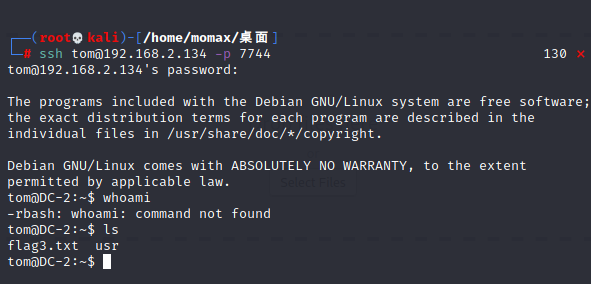 ┌──(root💀kali)-[/home/momax/桌面]
└─# ssh tom@192.168.2.134 -p 7744 130 ⨯
tom@192.168.2.134's password:
The programs included with the Debian GNU/Linux system are free software;
the exact distribution terms for each program are described in the
individual files in /usr/share/doc/*/copyright.
Debian GNU/Linux comes with ABSOLUTELY NO WARRANTY, to the extent
permitted by applicable law.
Select Files
tom@DC-2:~$ whoami
-rbash: whoami: command not found
tom@DC-2:~$ ls
flag3.txt  usr
tom@DC-2:~$